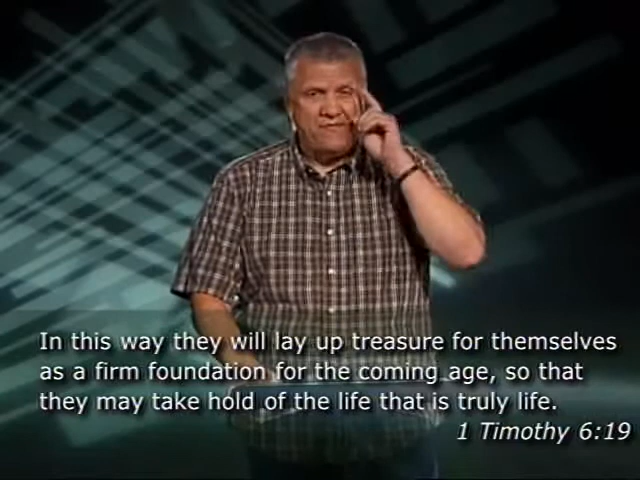 In this way they will lay up treasure for themselves
as a firm foundation for the coming age, so that
they may take hold of the life that is truly life.
1 Timothy 6:19